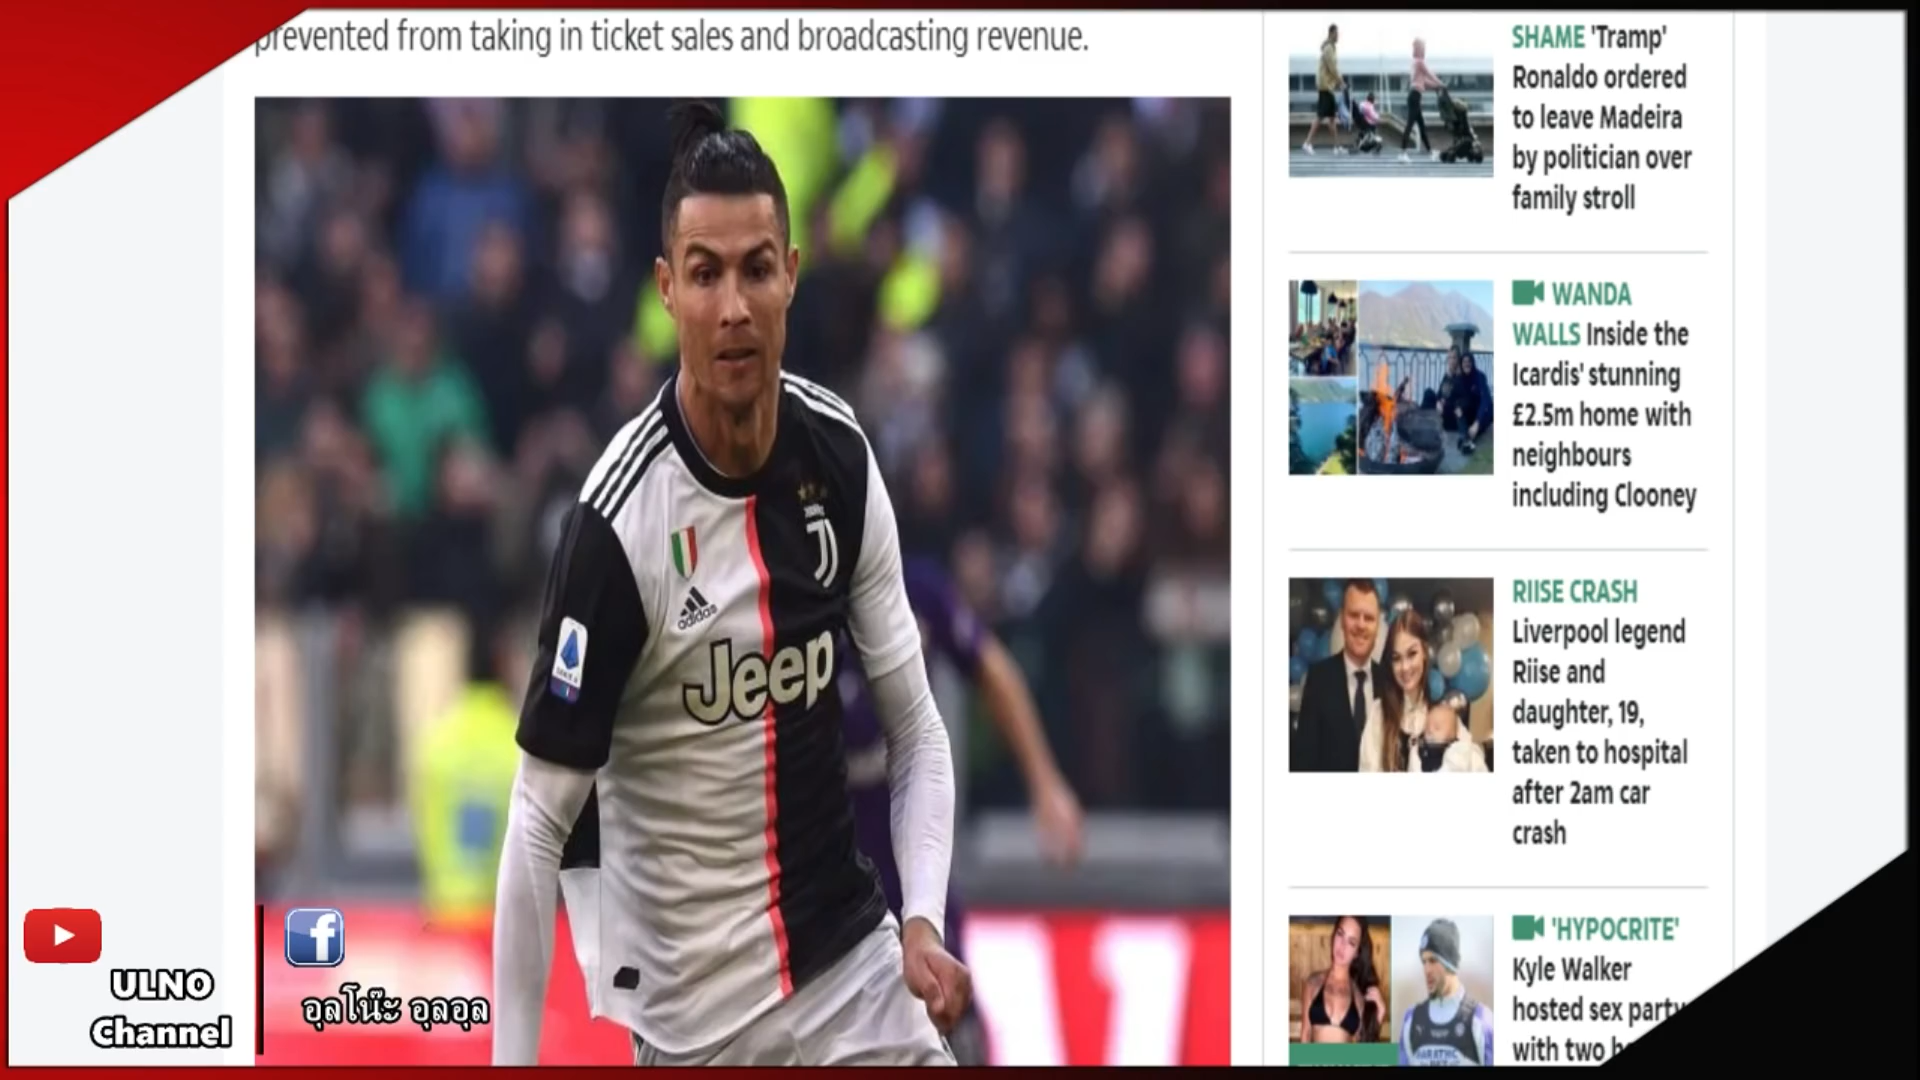 prevented from taking in ticket sales and broadcasting revenue.
SHAME 'Tramp'
Ronaldo ordered
to leave Madeira
by politician over
family stroll
WANDA
WALLS Inside the
Icardis' stunning
£2.5m home with
neighbours
including Clooney
RIISE CRASH
Liverpool legend
Riise and
daughter, 19,
taken to hospital
after 2am car
crash
'HYPOCRITE'
Kyle Walker
hosted sex party
with two
adidas
Jeep
ULNO
Channel
อุลโน๊ะ อุลอุล